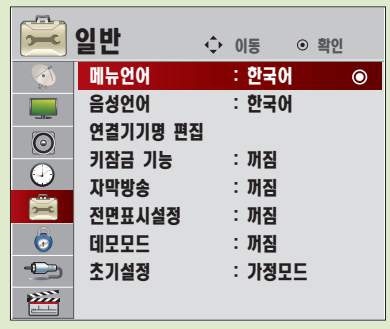 일반 이동 확인
메뉴언어 : 한국어
음성언어 : 한국어
연결기기명 편집
키잠금 기능 : 꺼짐
자막방송 : 꺼짐
전면표시설정 : 꺼짐
데모모드 : 꺼짐
초기설정 : 가정모드